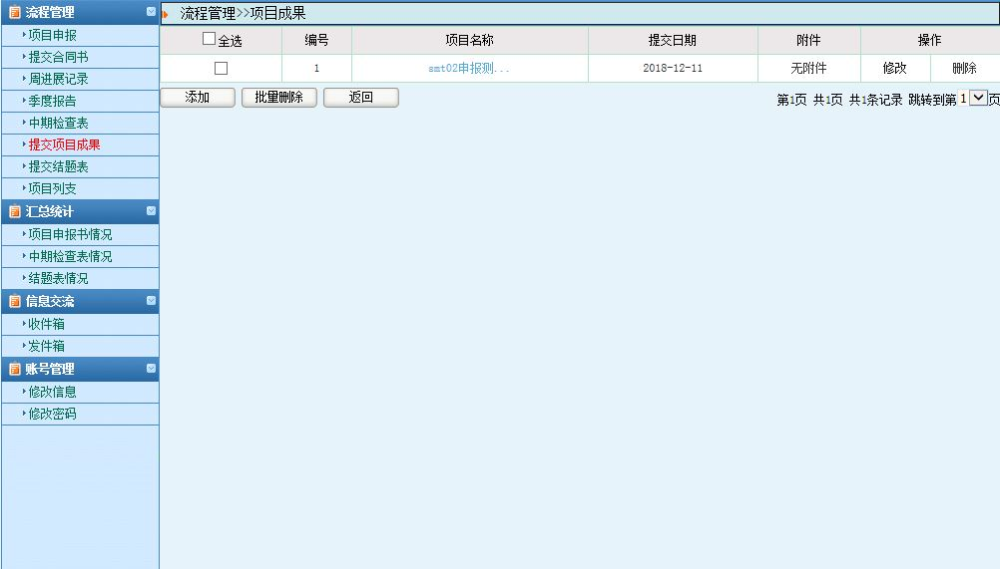 流程管理
项目申报
提交合同书
周进展记录
季度报告
中期检查表
提交项目成果
提交结题表
项目列支
汇总统计
项目申报书情况
中期检查表情况
结题表情况
信息交流
收件箱
发件箱
账号管理
修改信息
修改密码
流程管理>>项目成果
全选 编号 项目名称 提交日期 附件 操作
1 smt02申报测... 2018-12-11 无附件 修改 删除
添加 批量删除 返回 第1页 共1页 共1条记录 跳转到第 1 页